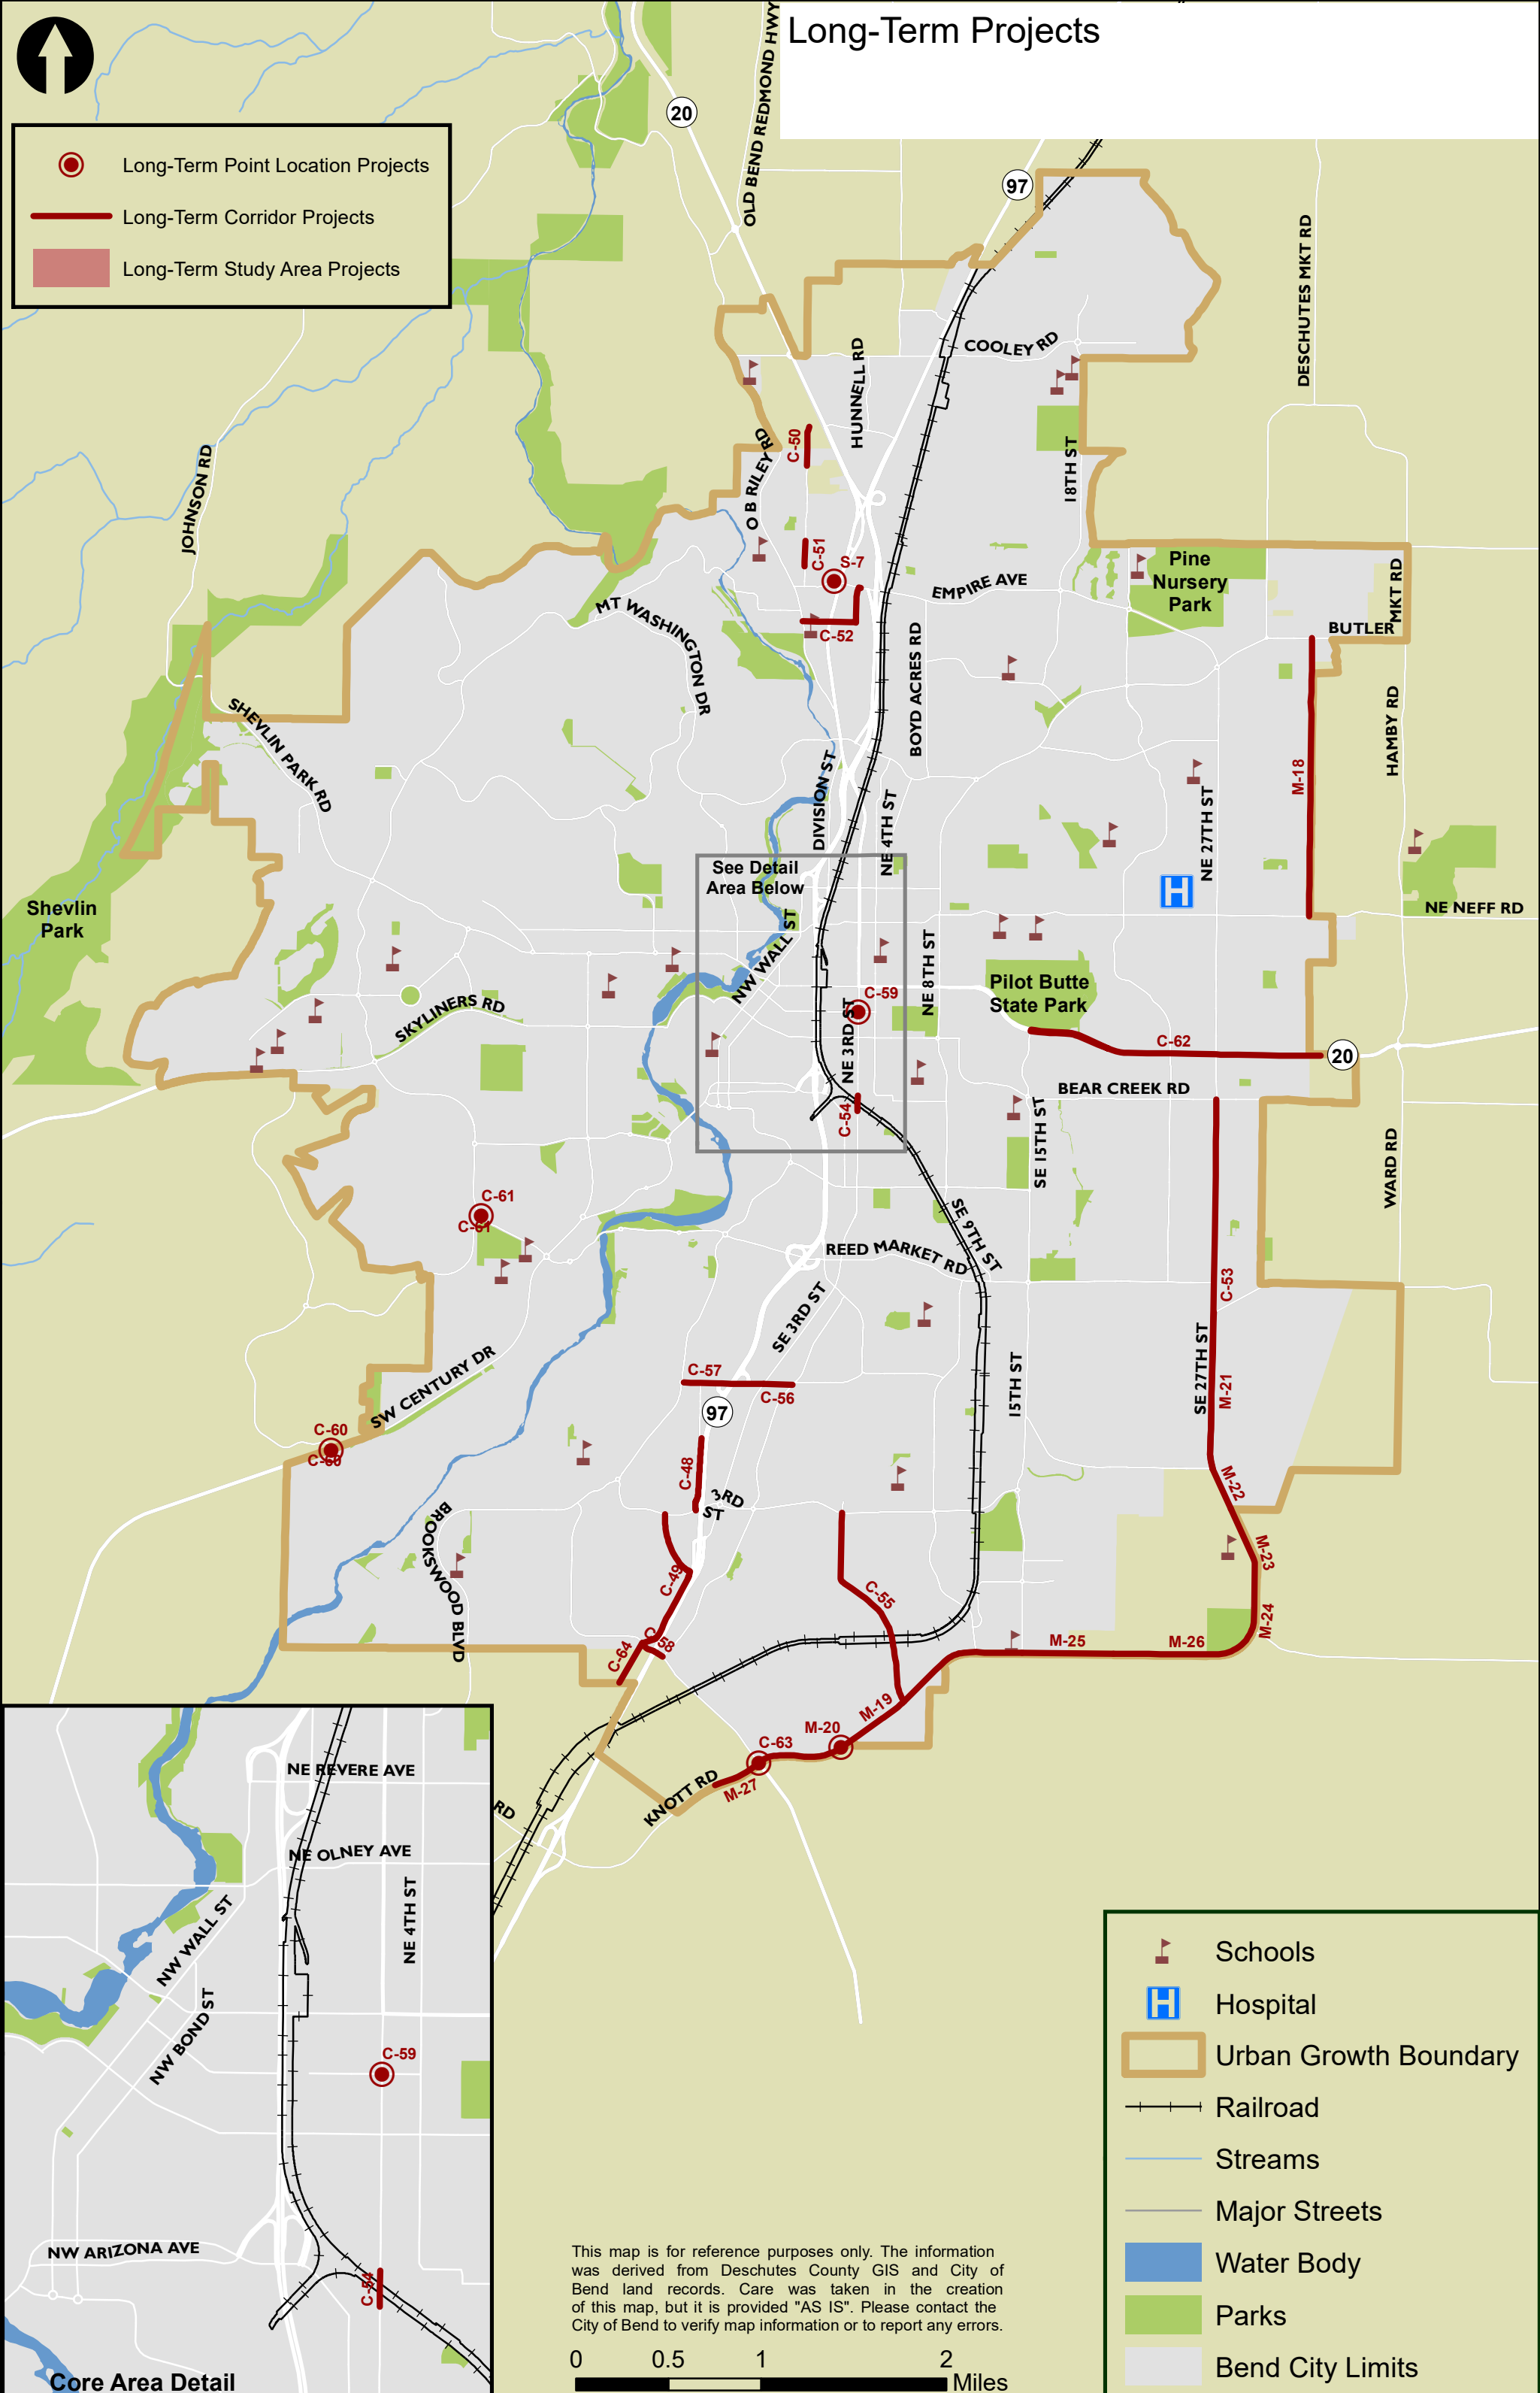 Long-Term Projects
Long-Term Point Location Projects
Long-Term Corridor Projects
Long-Term Study Area Projects
20
OLD BEND REDMOND HWY
97
DESCHUTES MKT RD
COOLEY RD
HUNNELL RD
JOHNSON RD
O B RILEY RD
C-50
18TH ST
C-51
S-7
EMPIRE AVE
Pine
Nursery
Park
MKT RD
BUTLER
MT WASHINGTON DR
C-52
BOYD ACRES RD
SHEVLIN PARK RD
HAMBY RD
M-18
DIVISION ST
NE 4TH ST
NE 27TH ST
See Detail
Area Below
Shevlin
Park
NE NEFF RD
NW WALL ST
NE 8TH ST
Pilot Butte
State Park
C-59
SKYLINERS RD
NE 3RD ST
C-62
20
BEAR CREEK RD
C-54
SE 15TH ST
WARD RD
C-61
C-61
SE 9TH ST
REED MARKET RD
C-53
SE 3RD ST
SE 27TH ST
15TH ST
SW CENTURY DR
C-57
C-56
M-21
97
C-60
C-60
C-48
3RD
ST
M-22
BROOKSWOOD BLVD
M-23
C-49
C-55
M-24
C-58
C-64
M-25
M-26
M-19
M-20
C-63
M-27
KNOTT RD
RD
NE REVERE AVE
NE OLNEY AVE
NE 4TH ST
NW WALL ST
NW BOND ST
C-59
NW ARIZONA AVE
C-54
Core Area Detail
This map is for reference purposes only. The information
was derived from Deschutes County GIS and City of
Bend land records. Care was taken in the creation
of this map, but it is provided "AS IS". Please contact the
City of Bend to verify map information or to report any errors.
0 0.5 1 2
Miles
Schools
H Hospital
Urban Growth Boundary
Railroad
Streams
Major Streets
Water Body
Parks
Bend City Limits